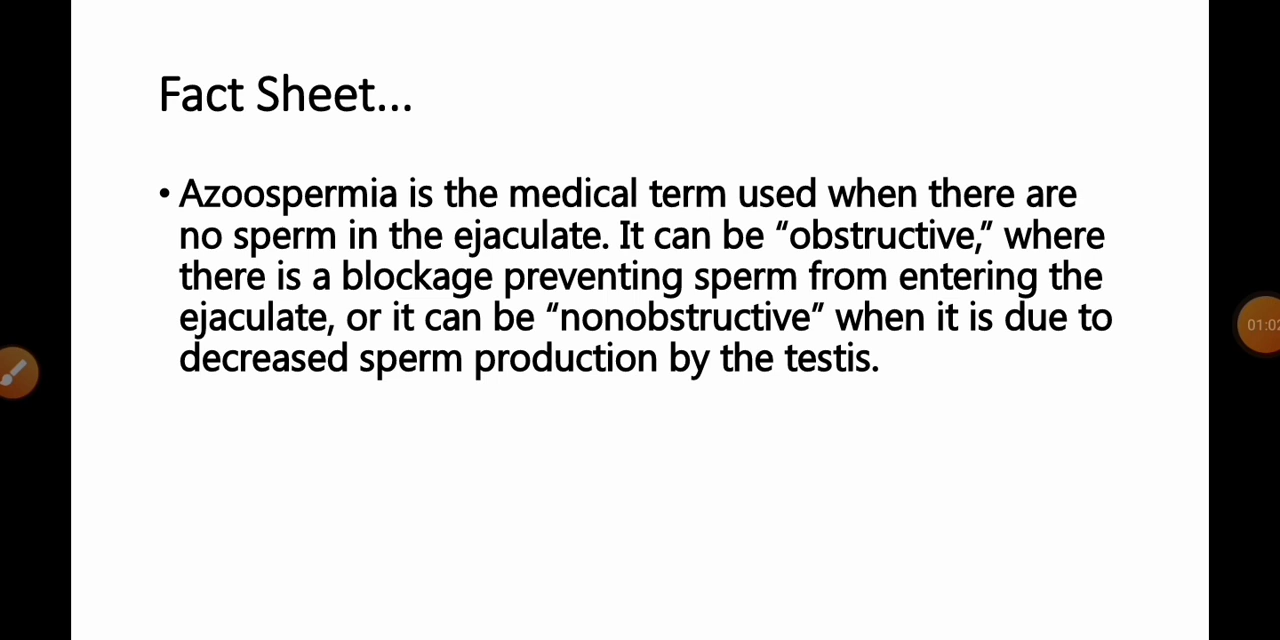 Fact Sheet...
• Azoospermia is the medical term used when there are
no sperm in the ejaculate. It can be “obstructive,” where
there is a blockage preventing sperm from entering the
ejaculate, or it can be “nonobstructive” when it is due to
decreased sperm production by the testis.
01:02